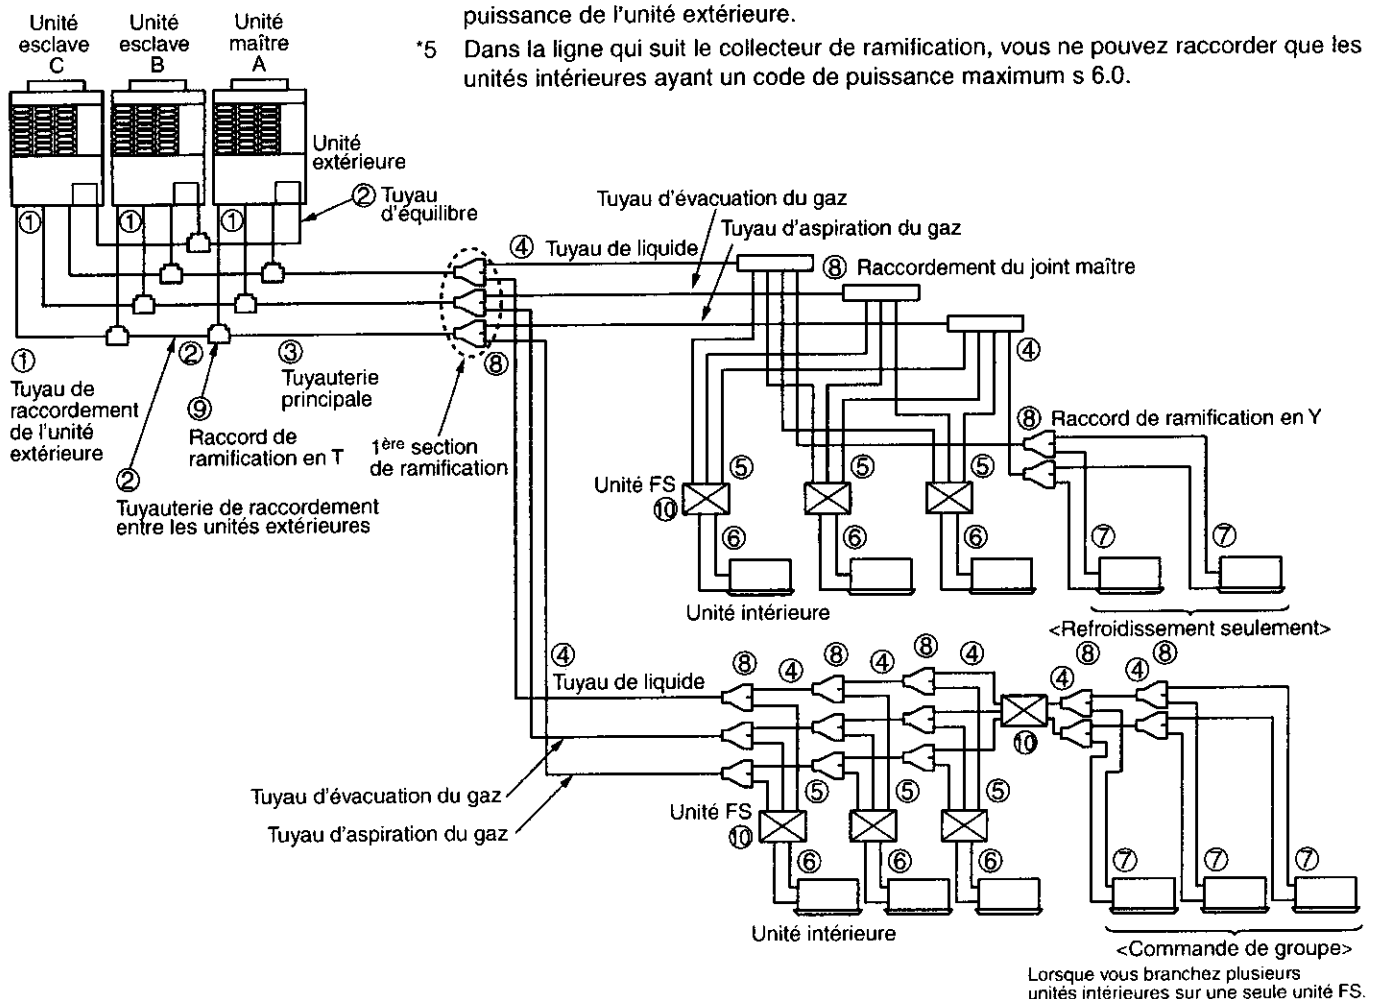 puissance de l'unité extérieure.
*5 Dans la ligne qui suit le collecteur de ramification, vous ne pouvez raccorder que les
unités intérieures ayant un code de puissance maximum s 6.0.
Unité
esclave
C
Unité
esclave
B
Unité
maître
A
Unité
extérieure
① ① ①
② Tuyau
d'équilibre
Tuyau d'évacuation du gaz
Tuyau d'aspiration du gaz
④ Tuyau de liquide
⑧ Raccordement du joint maître
①
Tuyau de
raccordement
de l'unité
extérieure
②
⑨
Raccord de
ramification en T
③
Tuyauterie
principale
⑧
④
1ère section
de ramification
②
Tuyauterie de raccordement
entre les unités extérieures
⑧ Raccord de ramification en Y
Unité FS
⑩
⑤ ⑤ ⑤
⑥ ⑥ ⑥ ⑦ ⑦
Unité intérieure
<Refroidissement seulement>
④
Tuyau de liquide
⑧ ④ ⑧ ④ ⑧ ④ ④ ⑧ ④ ⑧
⑩
Tuyau d'évacuation du gaz
Tuyau d'aspiration du gaz
Unité FS
⑩
⑤ ⑤ ⑤
⑥ ⑥ ⑥ ⑦ ⑦ ⑦
Unité intérieure
<Commande de groupe>
Lorsque vous branchez plusieurs
unités intérieures sur une seule unité FS.